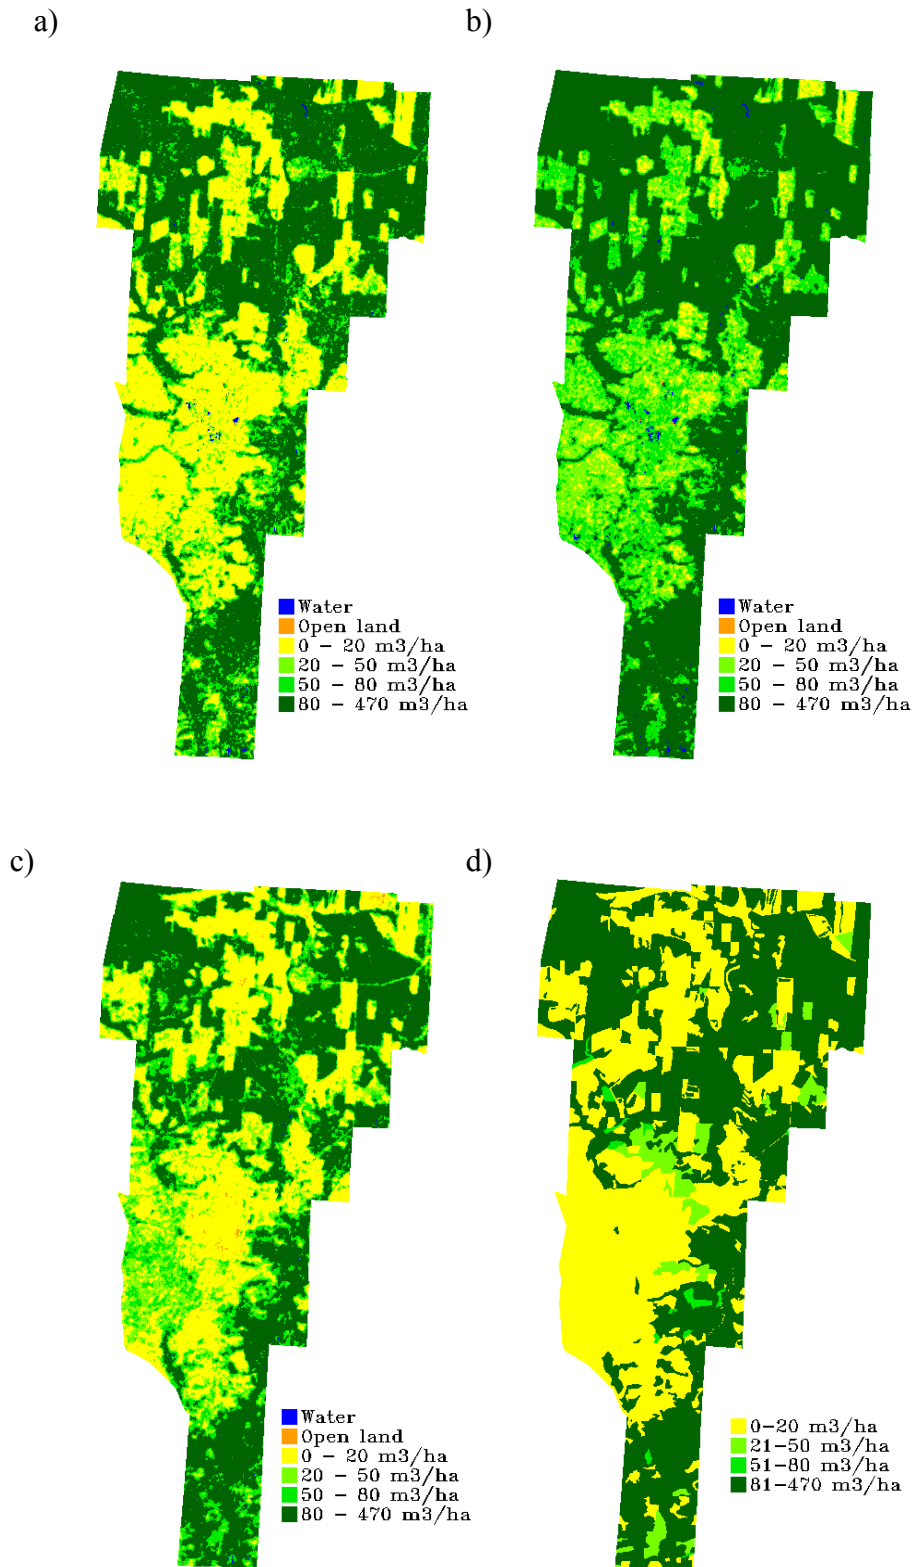 a)
b)
Water
Open land
0 – 20 m3/ha
20 – 50 m3/ha
50 – 80 m3/ha
80 – 470 m3/ha
Water
Open land
0 – 20 m3/ha
20 – 50 m3/ha
50 – 80 m3/ha
80 – 470 m3/ha
c)
d)
Water
Open land
0 – 20 m3/ha
20 – 50 m3/ha
50 – 80 m3/ha
80 – 470 m3/ha
0–20 m3/ha
21–50 m3/ha
51–80 m3/ha
81–470 m3/ha